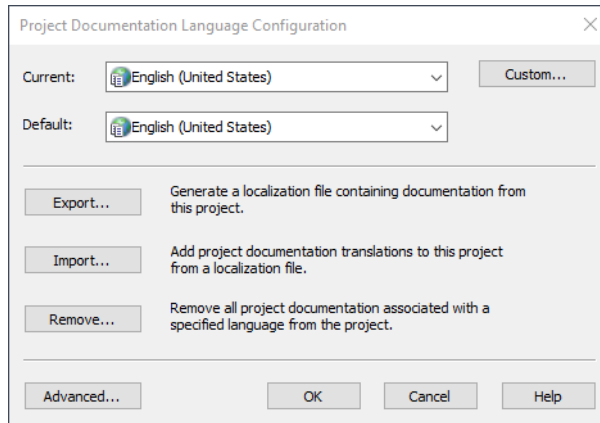 Project Documentation Language Configuration
Current: English (United States) Custom...
Default: English (United States)
Export... Generate a localization file containing documentation from
this project.
Import... Add project documentation translations to this project
from a localization file.
Remove... Remove all project documentation associated with a
specified language from the project.
Advanced... OK Cancel Help